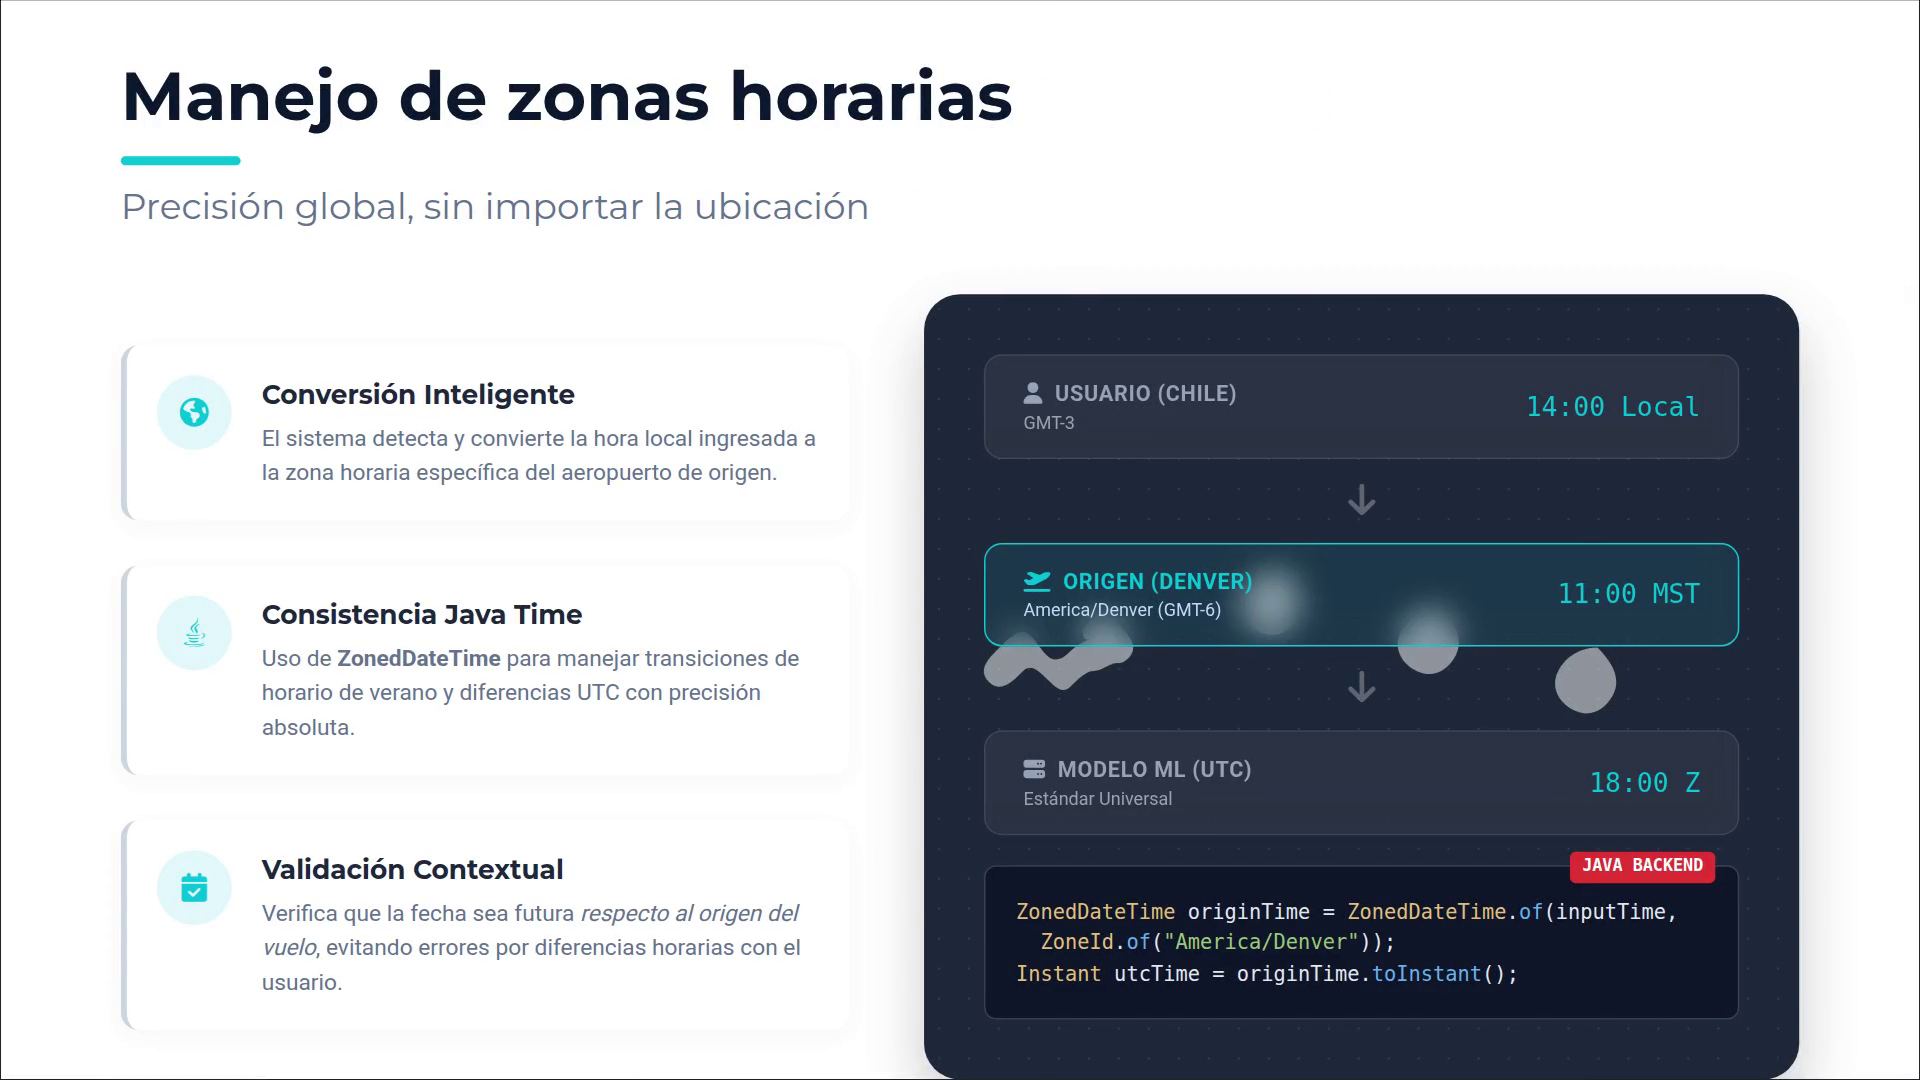 Manejo de zonas horarias
Precisión global, sin importar la ubicación
Conversión Inteligente
El sistema detecta y convierte la hora local ingresada a
la zona horaria específica del aeropuerto de origen.
Consistencia Java Time
Uso de ZonedDateTime para manejar transiciones de
horario de verano y diferencias UTC con precisión
absoluta.
Validación Contextual
Verifica que la fecha sea futura respecto al origen del
vuelo, evitando errores por diferencias horarias con el
usuario.
USUARIO (CHILE)
GMT-3
14:00 Local
ORIGEN (DENVER)
America/Denver (GMT-6)
11:00 MST
MODELO ML (UTC)
Estándar Universal
18:00 Z
JAVA BACKEND
ZonedDateTime originTime = ZonedDateTime.of(inputTime,
ZoneId.of("America/Denver"));
Instant utcTime = originTime.toInstant();